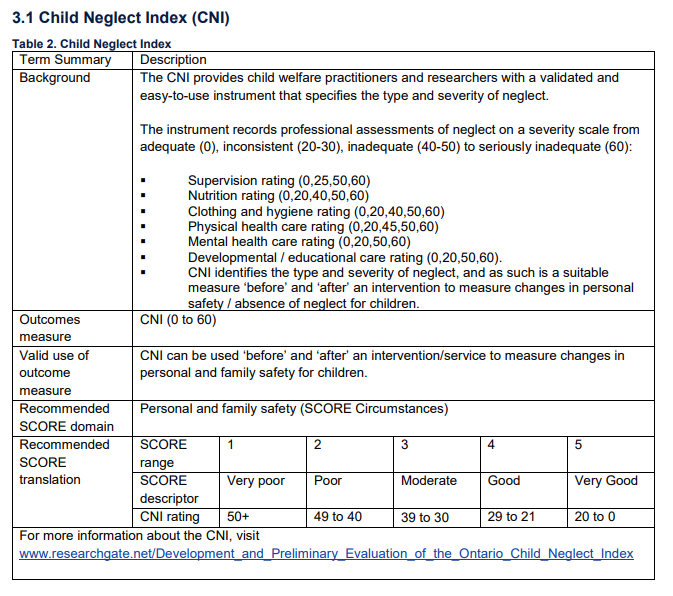 3.1 Child Neglect Index (CNI)
Table 2. Child Neglect Index
Term Summary Description
Background The CNI provides child welfare practitioners and researchers with a validated and
easy-to-use instrument that specifies the type and severity of neglect.
The instrument records professional assessments of neglect on a severity scale from
adequate (0), inconsistent (20-30), inadequate (40-50) to seriously inadequate (60):
▪ Supervision rating (0,25,50,60)
▪ Nutrition rating (0,20,40,50,60)
▪ Clothing and hygiene rating (0,20,40,50,60)
▪ Physical health care rating (0,20,45,50,60)
▪ Mental health care rating (0,20,50,60)
▪ Developmental / educational care rating (0,20,50,60).
▪ CNI identifies the type and severity of neglect, and as such is a suitable
measure ‘before’ and ‘after’ an intervention to measure changes in personal
safety / absence of neglect for children.
Outcomes
measure
CNI (0 to 60)
Valid use of
outcome
measure
CNI can be used ‘before’ and ‘after’ an intervention/service to measure changes in
personal and family safety for children.
Recommended
SCORE domain
Personal and family safety (SCORE Circumstances)
Recommended
SCORE
translation
SCORE
range
1 2 3 4 5
SCORE
descriptor
Very poor Poor Moderate Good Very Good
CNI rating 50+ 49 to 40 39 to 30 29 to 21 20 to 0
For more information about the CNI, visit
www.researchgate.net/Development_and_Preliminary_Evaluation_of_the_Ontario_Child_Neglect_Index